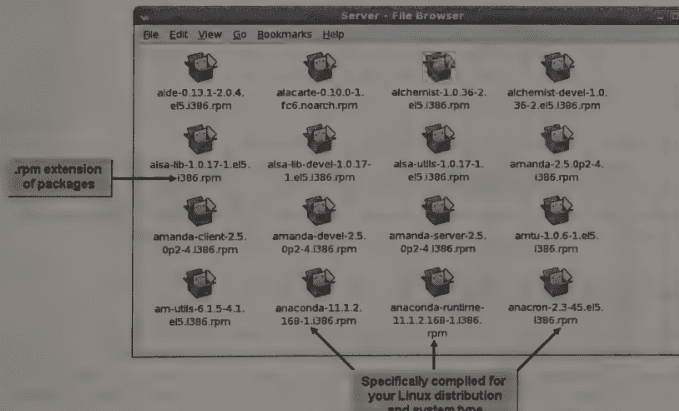 Server - File Browser
File Edit View Go Bookmarks Help
aide-0.13.1-2.0.4.
el5.i386.rpm
alacarte-0.10.0-1.
fc6.noarch.rpm
alchemist-1.0.36-2.
el5.i386.rpm
alchemist-devel-1.0.
36-2.el5.i386.rpm
.rpm extension
of packages
alsa-lib-1.0.17-1.el5.
i386.rpm
alsa-lib-devel-1.0.17-
1.el5.i386.rpm
alsa-utils-1.0.17-1.
el5.i386.rpm
amanda-2.5.0p2-4.
i386.rpm
amanda-client-2.5.
0p2-4.i386.rpm
amanda-devel-2.5.
0p2-4.i386.rpm
amanda-server-2.5.
0p2-4.i386.rpm
amtu-1.0.6-1.el5.
i386.rpm
am-utils-6.1.5-4.1.
el5.i386.rpm
anaconda-11.1.2.
168-1.i386.rpm
anaconda-runtime-
11.1.2.168-1.i386.
rpm
anacron-2.3-45.el5.
i386.rpm
Specifically compiled for
your Linux distribution
and system type